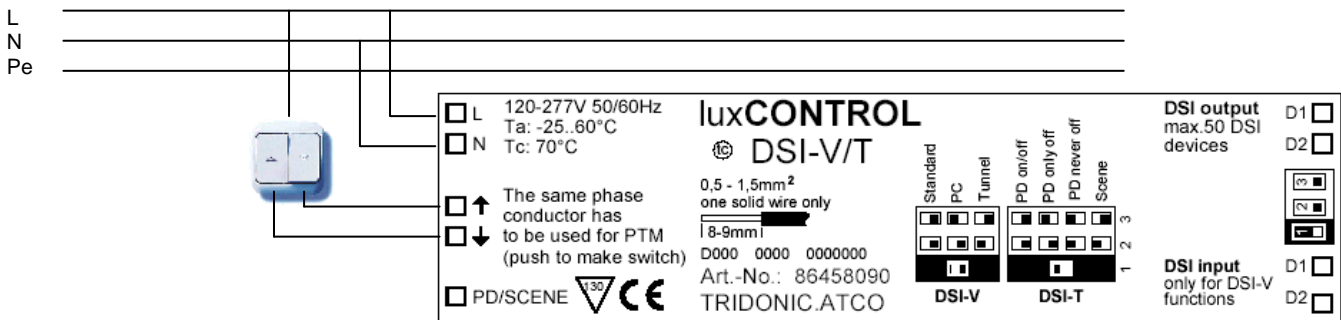 L
N
Pe
L
N
120-277V 50/60Hz
Ta: -25..60°C
Tc: 70°C
↑
↓
The same phase
conductor has
to be used for PTM
(push to make switch)
PD/SCENE
130
CE
luxCONTROL
DSI-V/T
0,5 - 1,5mm²
one solid wire only
8-9mm
D000 0000 0000000
Art.-No.: 86458090
TRIDONIC.ATCO
Standard
PC
Tunnel
PD on/off
PD only off
PD never off
Scene
3
2
1
DSI-V
DSI-T
DSI output
max.50 DSI
devices
D1
D2
3
2
1
DSI input
only for DSI-V
functions
D1
D2